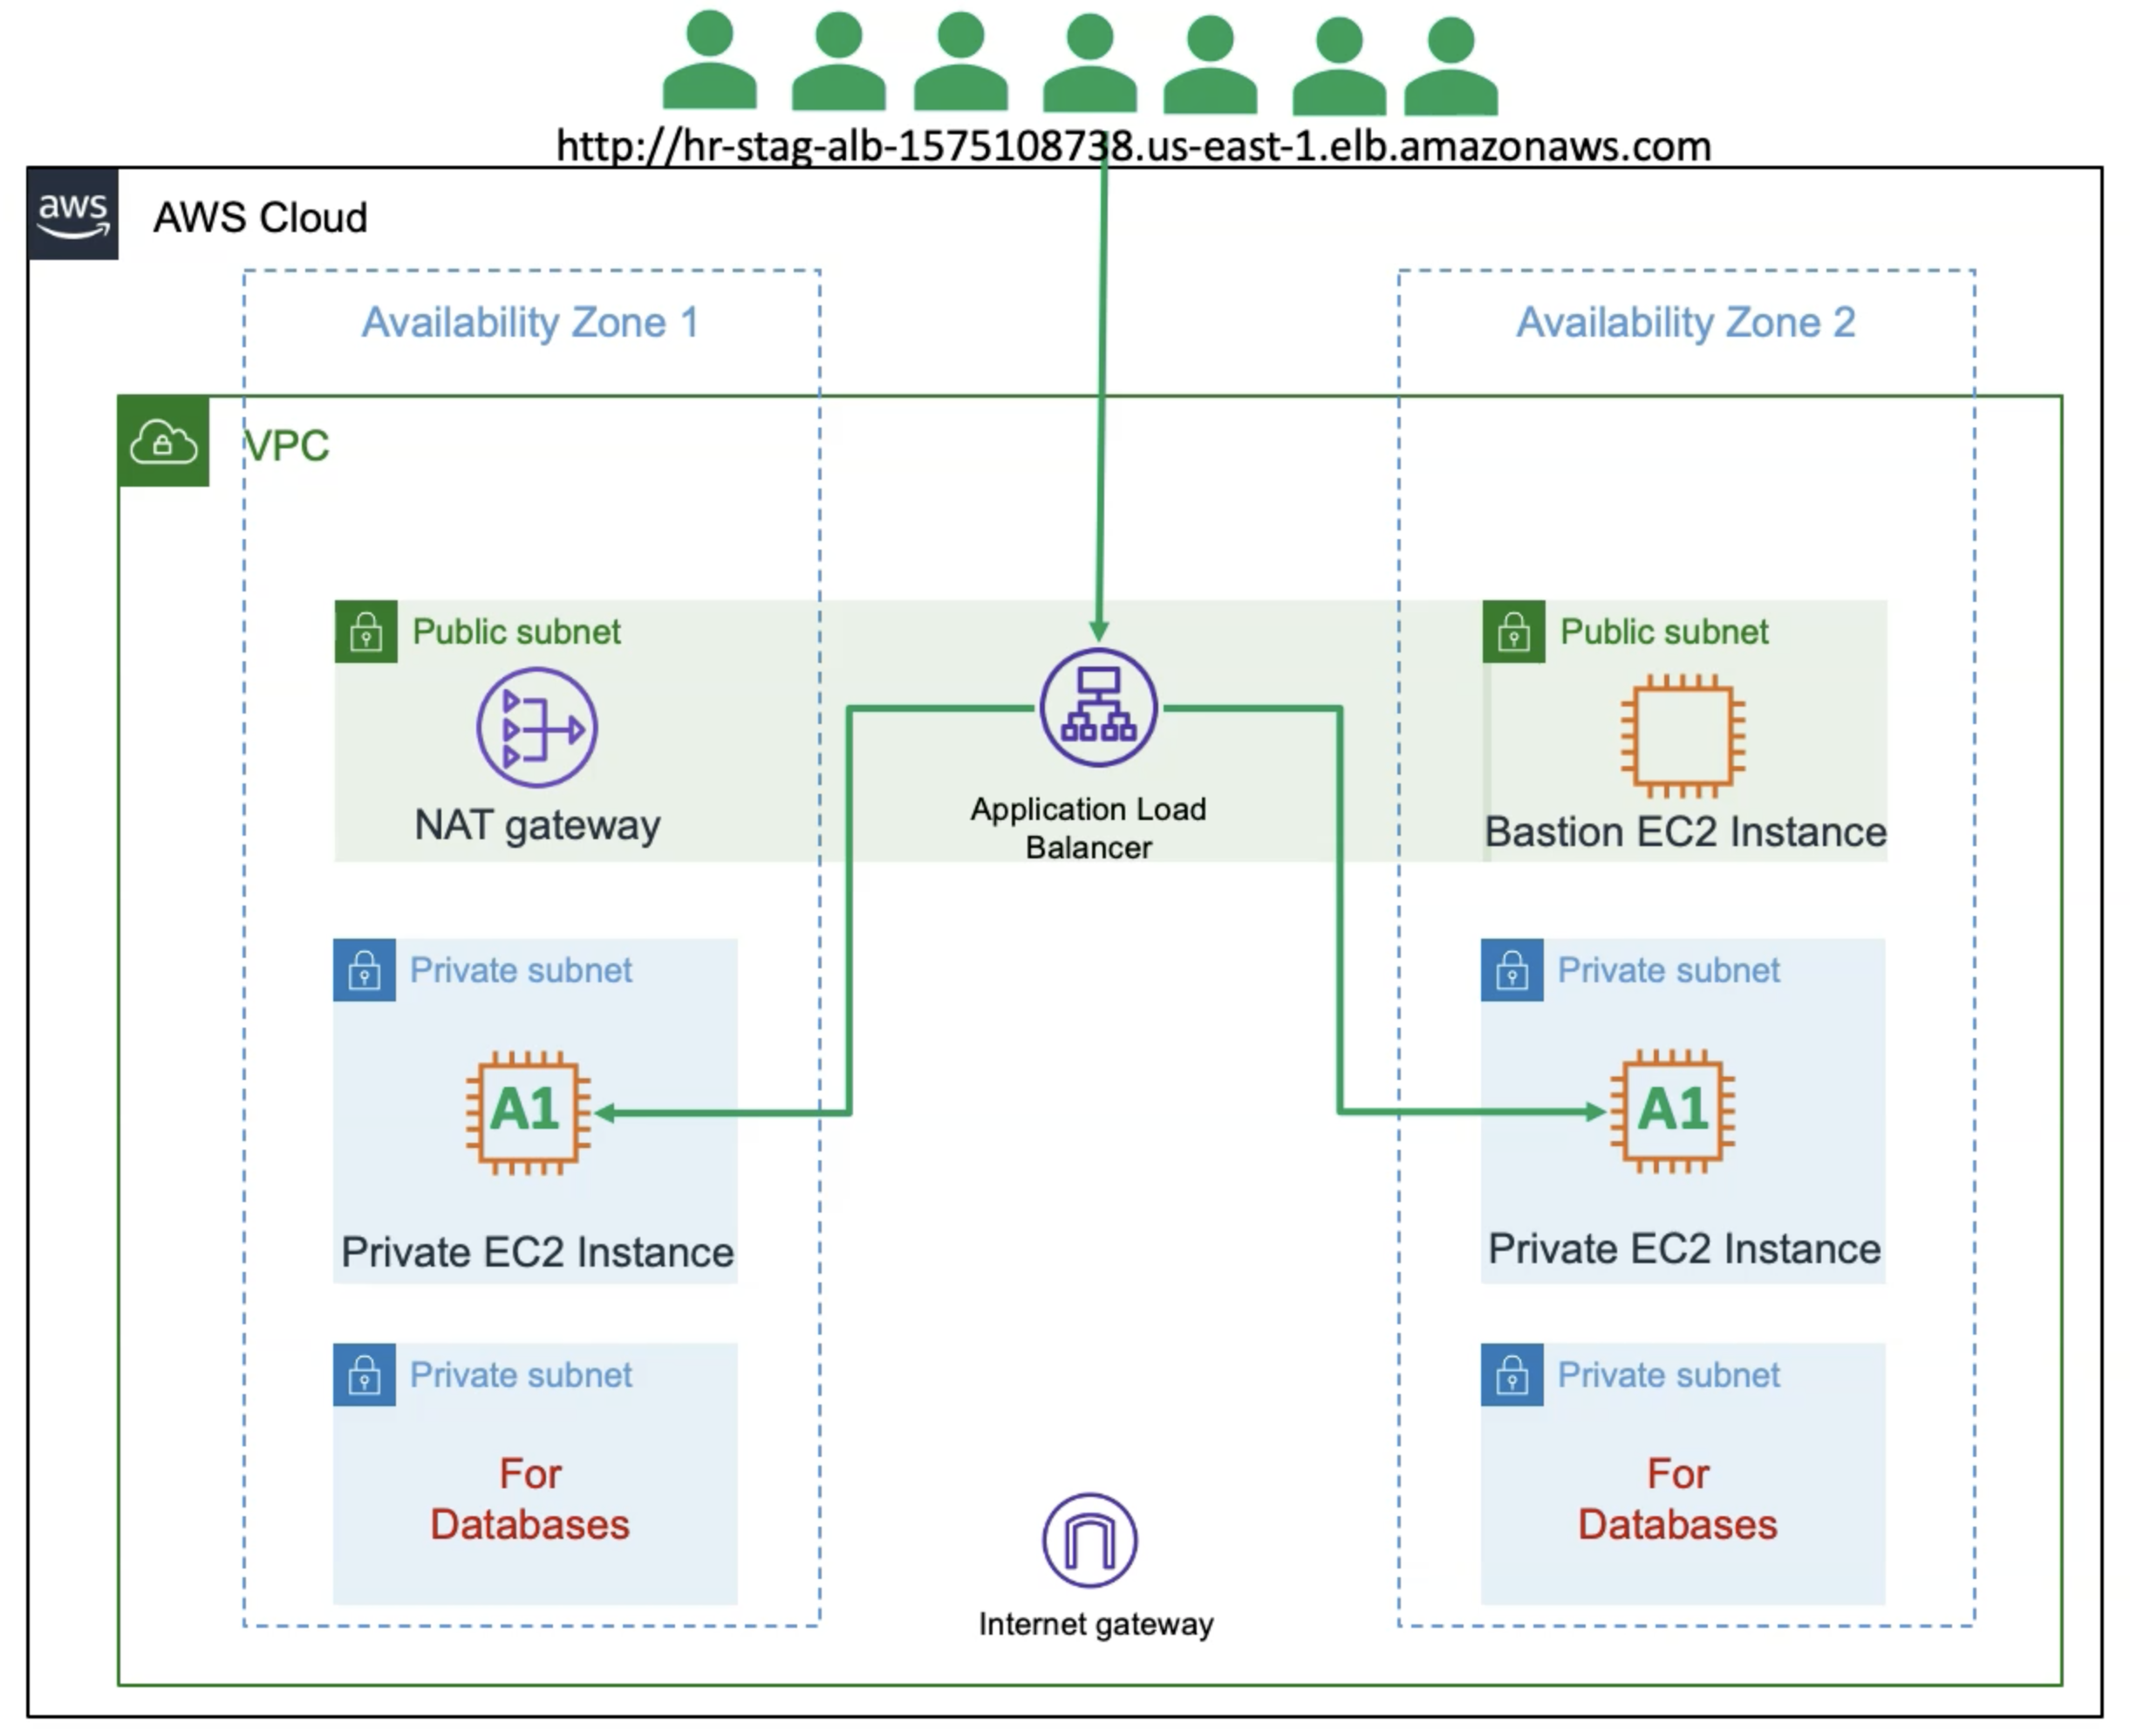 http://hr-stag-alb-1575108738.us-east-1.elb.amazonaws.com
aws
AWS Cloud
Availability Zone 1
Availability Zone 2
VPC
Public subnet
Public subnet
NAT gateway
Application Load
Balancer
Bastion EC2 Instance
Private subnet
Private subnet
A1
A1
Private EC2 Instance
Private EC2 Instance
Private subnet
Private subnet
For
Databases
For
Databases
Internet gateway